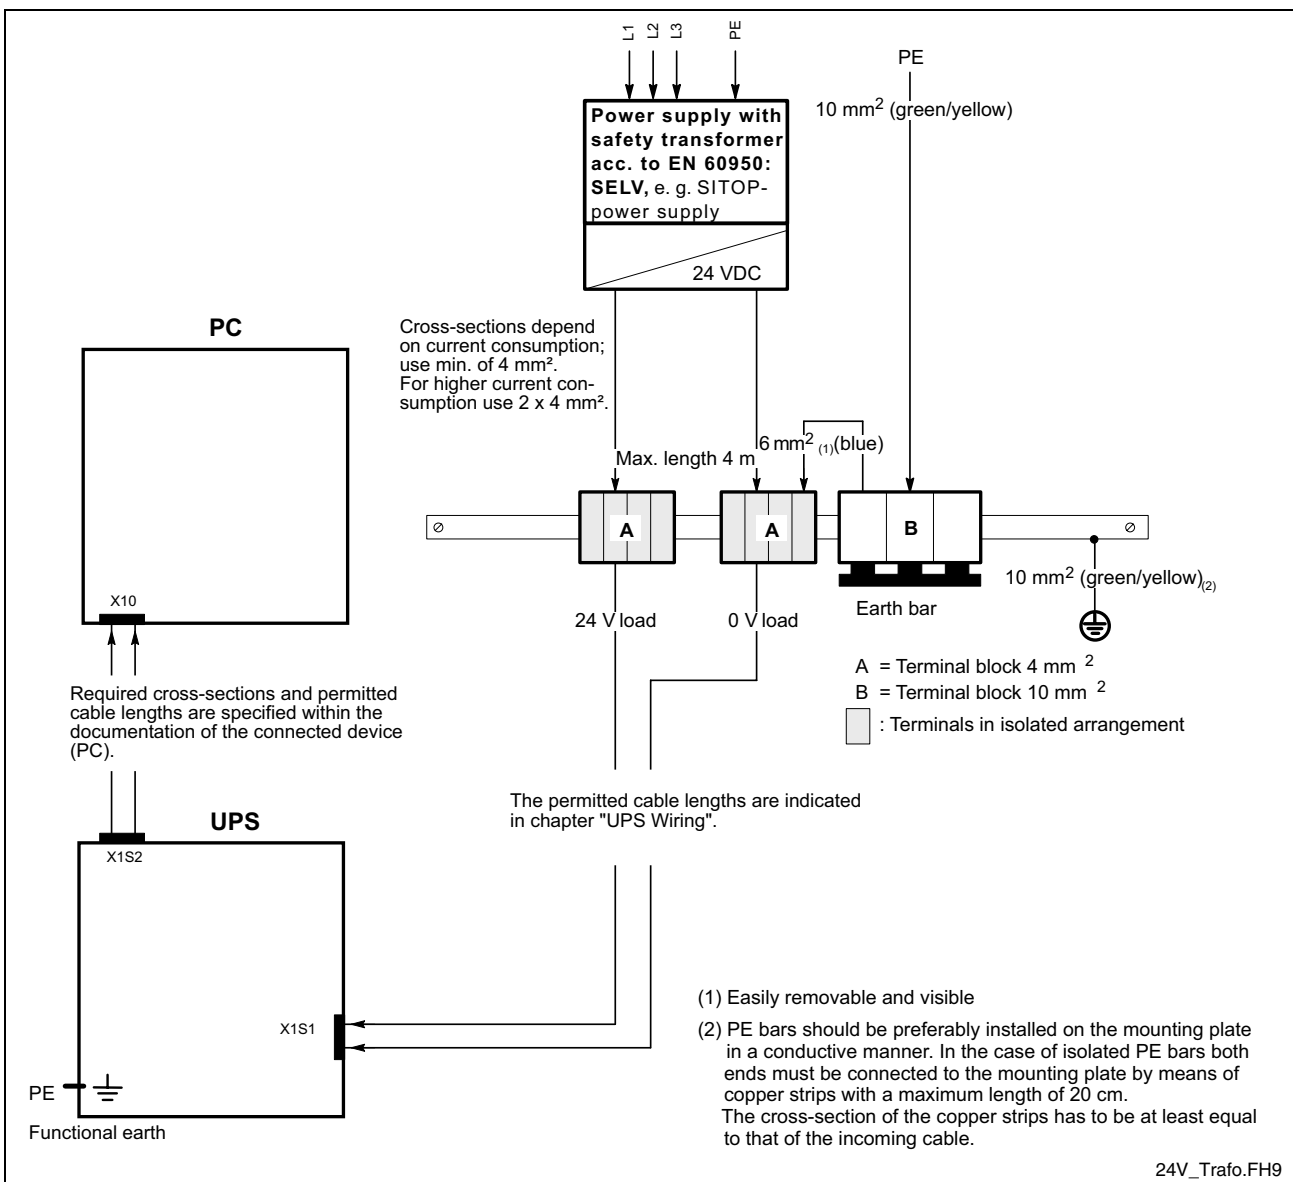 L1
L2
L3
PE
PE
10 mm² (green/yellow)
Power supply with
safety transformer
acc. to EN 60950:
SELV, e. g. SITOP-
power supply
24 VDC
PC
Cross-sections depend
on current consumption;
use min. of 4 mm².
For higher current con-
sumption use 2 x 4 mm².
Max. length 4 m
6 mm² (1)(blue)
A
A
B
10 mm² (green/yellow)(2)
Earth bar
X10
24 V load
0 V load
A = Terminal block 4 mm ²
B = Terminal block 10 mm ²
: Terminals in isolated arrangement
Required cross-sections and permitted
cable lengths are specified within the
documentation of the connected device
(PC).
The permitted cable lengths are indicated
in chapter "UPS Wiring".
UPS
X1S2
X1S1
PE
Functional earth
(1) Easily removable and visible
(2) PE bars should be preferably installed on the mounting plate
in a conductive manner. In the case of isolated PE bars both
ends must be connected to the mounting plate by means of
copper strips with a maximum length of 20 cm.
The cross-section of the copper strips has to be at least equal
to that of the incoming cable.
24V_Trafo.FH9